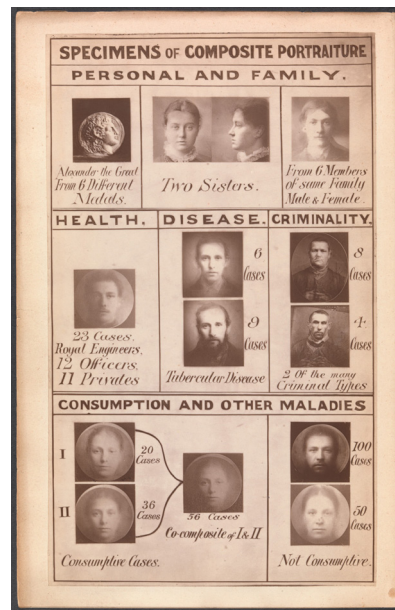 SPECIMENS OF COMPOSITE PORTRAITURE
PERSONAL AND FAMILY.
Alexander the Great
From 6 Different
Medals.
Two Sisters.
From 6 Members
of same Family
Male & Female.
HEALTH.
23 Cases.
Royal Engineers,
12 Officers,
11 Privates
DISEASE.
6
Cases
9
Cases
Tubercular Disease
CRIMINALITY.
8
Cases
4
Cases
2 Of the many
Criminal Types
CONSUMPTION AND OTHER MALADIES
I
20
Cases
II
36
Cases
Consumptive Cases.
56 Cases
Co-composite of I & II
100
Cases
50
Cases
Not Consumptive.